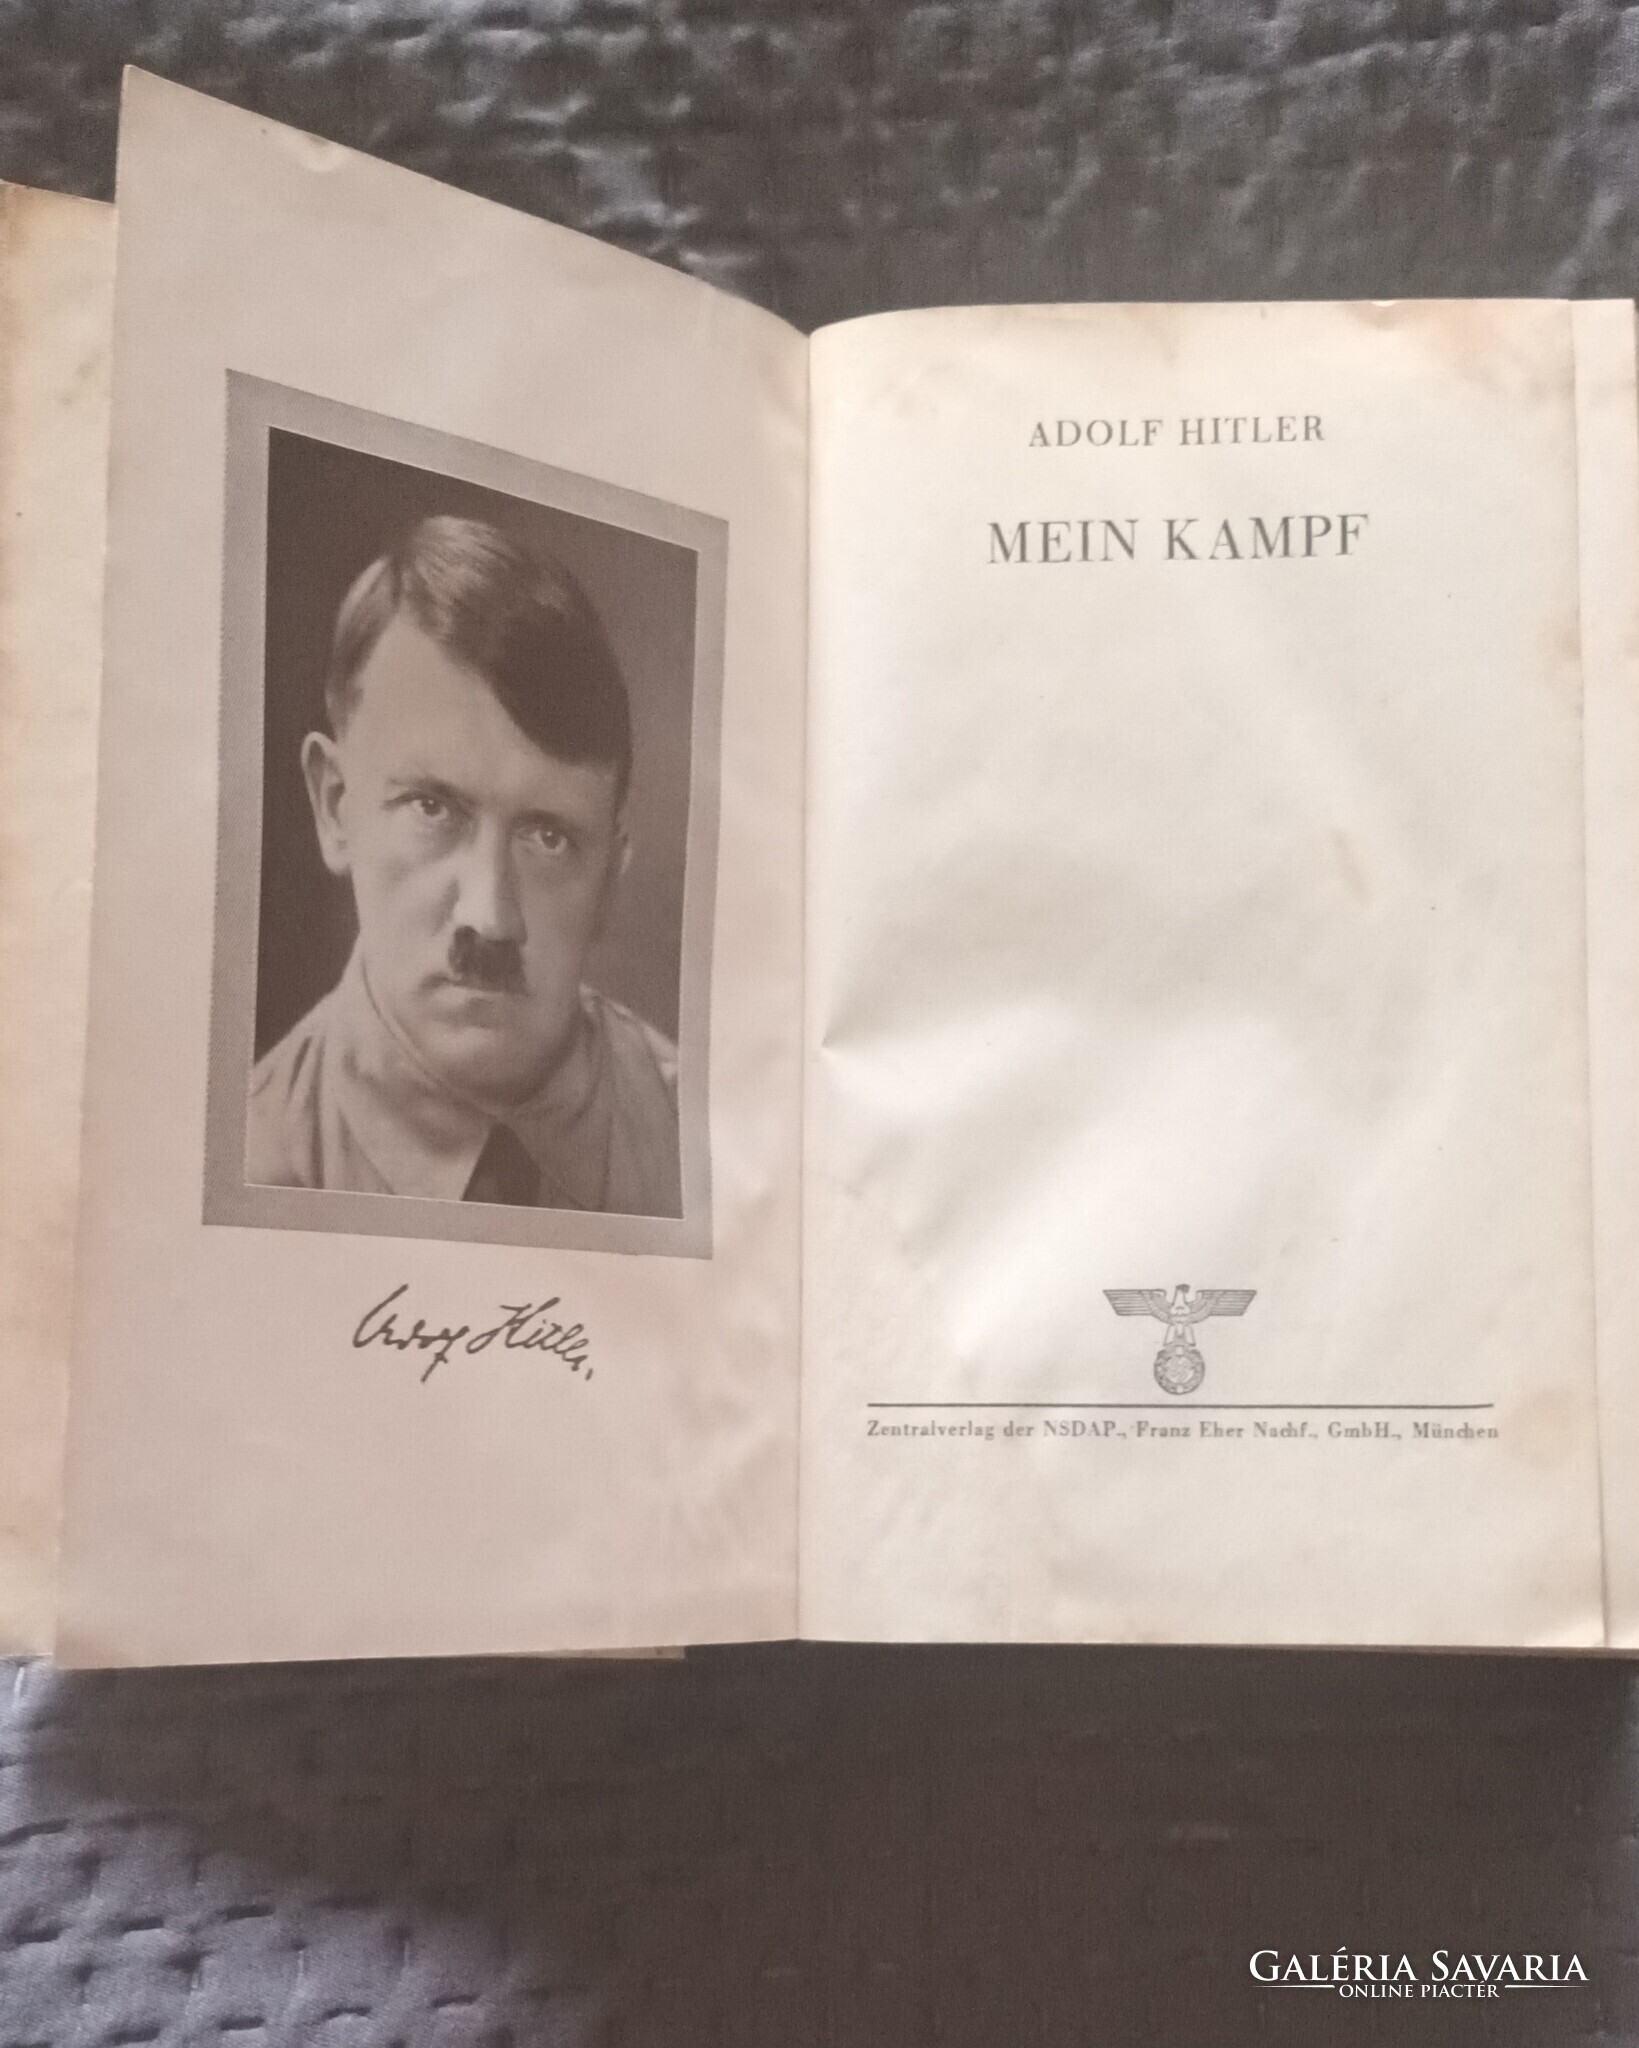 Adolf Hitler.
ADOLF HITLER
MEIN KAMPF
Zentralverlag der NSDAP., Franz Eher Nachf., GmbH., München
GALÉRIA SAVARIA
ONLINE PIACTÉR